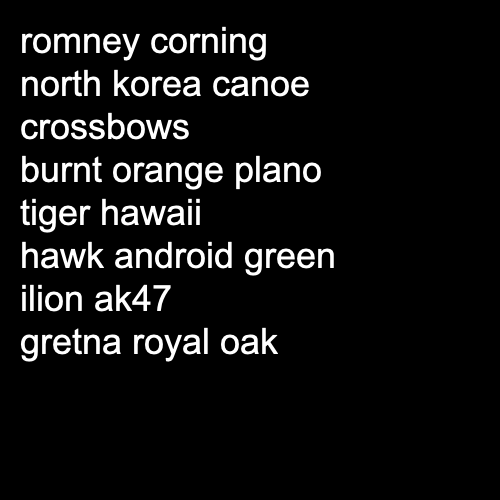 romney corning
north korea canoe
crossbows
burnt orange plano
tiger hawaii
hawk android green
ilion ak47
gretna royal oak